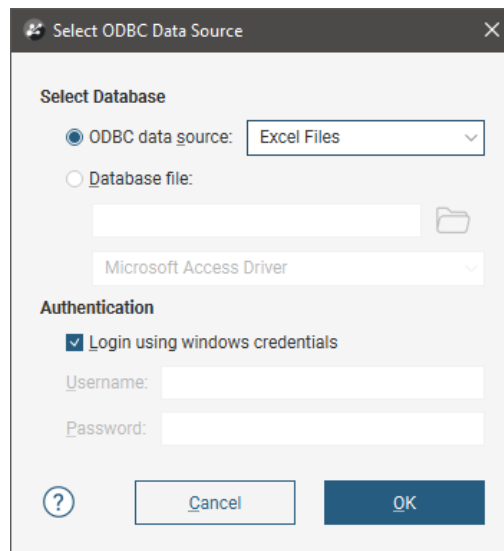 Select ODBC Data Source
Select Database
ODBC data source: Excel Files
Database file:
Microsoft Access Driver
Authentication
Login using windows credentials
Username:
Password:
? Cancel OK